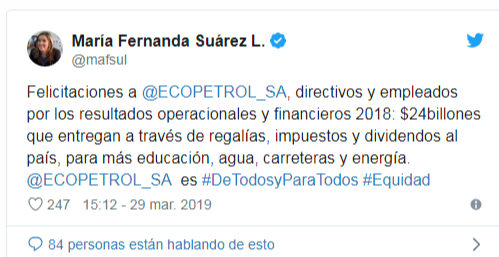 María Fernanda Suárez L.
@mafsul
Felicitaciones a @ECOPETROL_SA, directivos y empleados
por los resultados operacionales y financieros 2018: $24billones
que entregan a través de regalías, impuestos y dividendos al
país, para más educación, agua, carreteras y energía.
@ECOPETROL_SA es #DeTodosyParaTodos #Equidad
247 15:12 - 29 mar. 2019
84 personas están hablando de esto